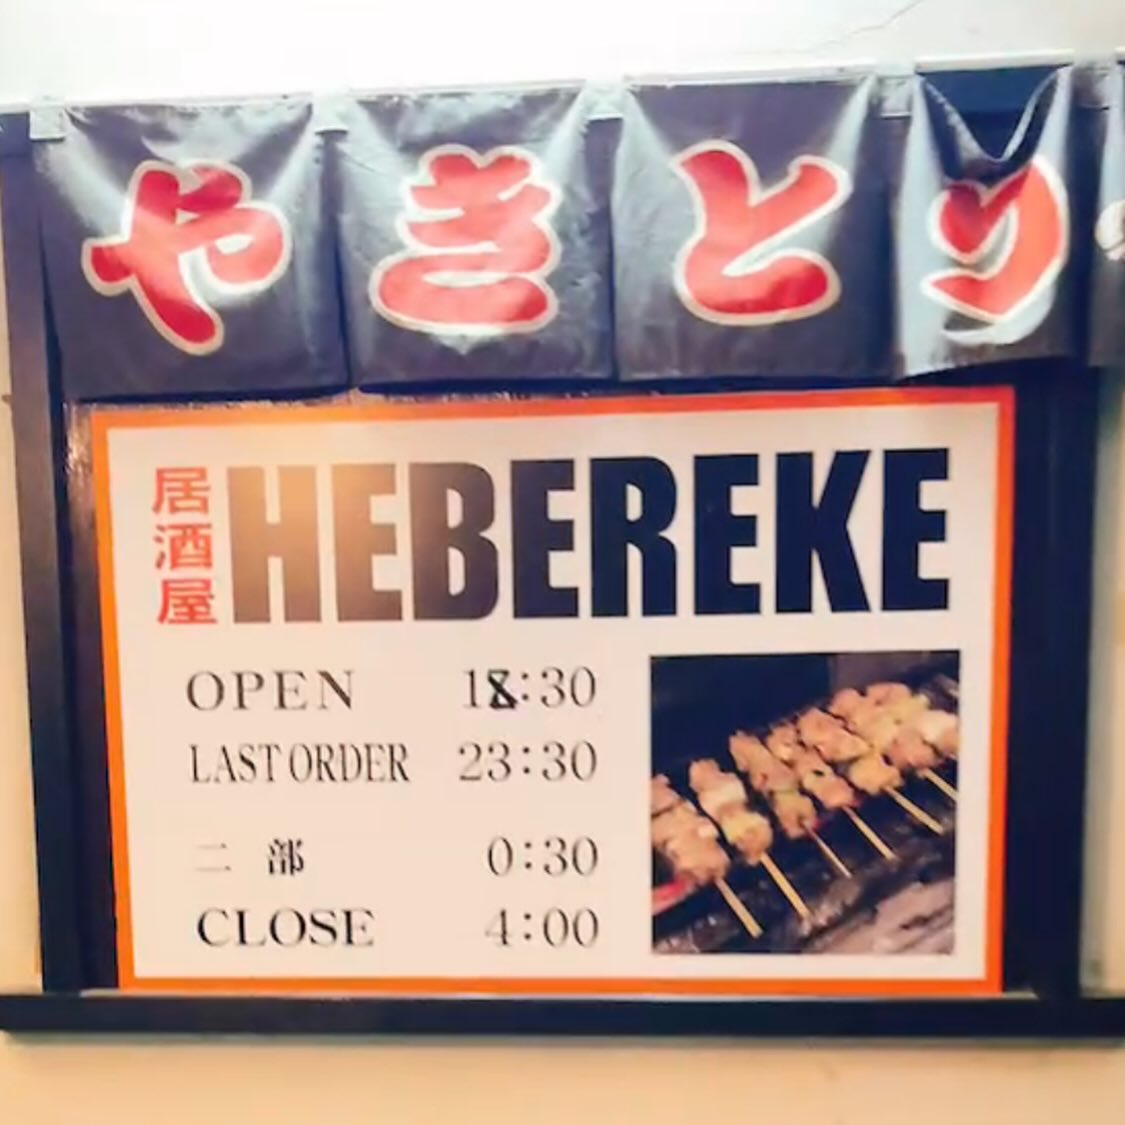 やきとり
居酒屋 HEBEREKE
OPEN 18:30
LAST ORDER 23:30
二部 0:30
CLOSE 4:00